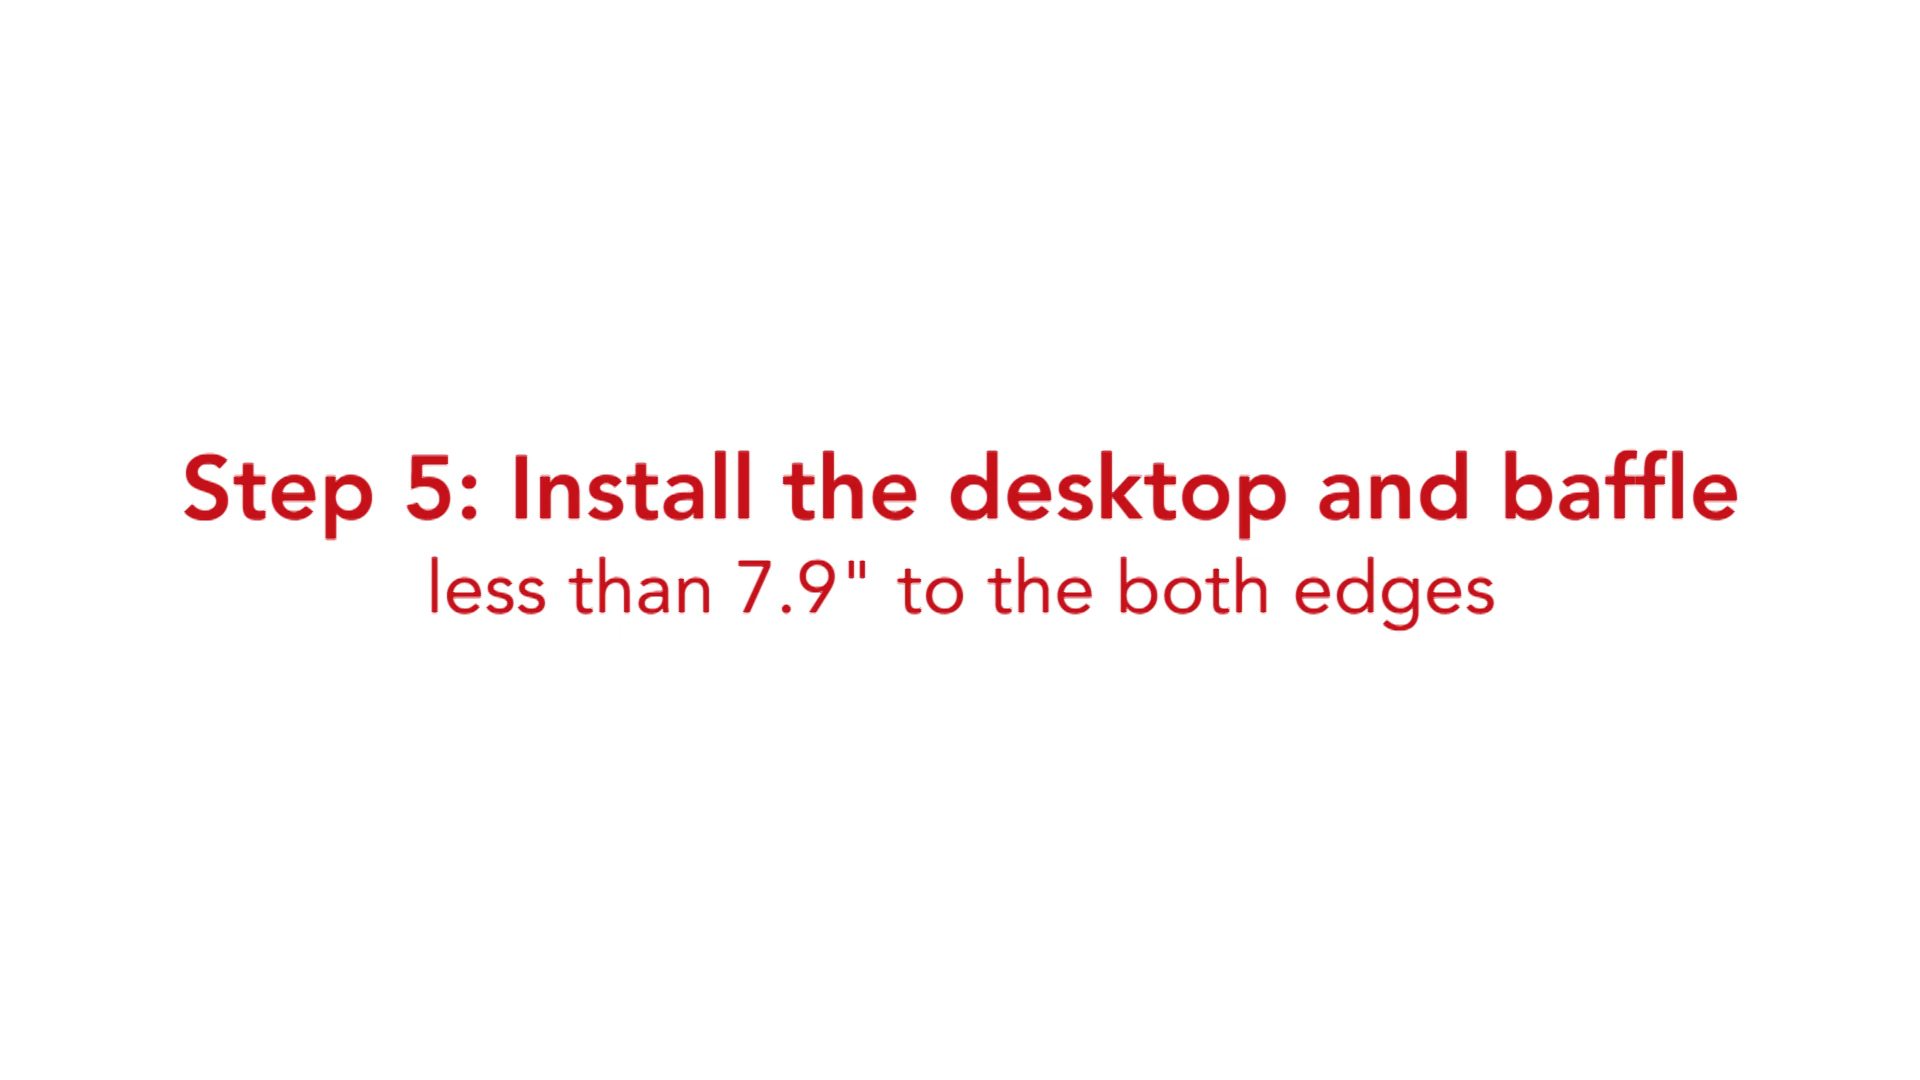 Step 5: Install the desktop and baffle
less than 7.9" to the both edges